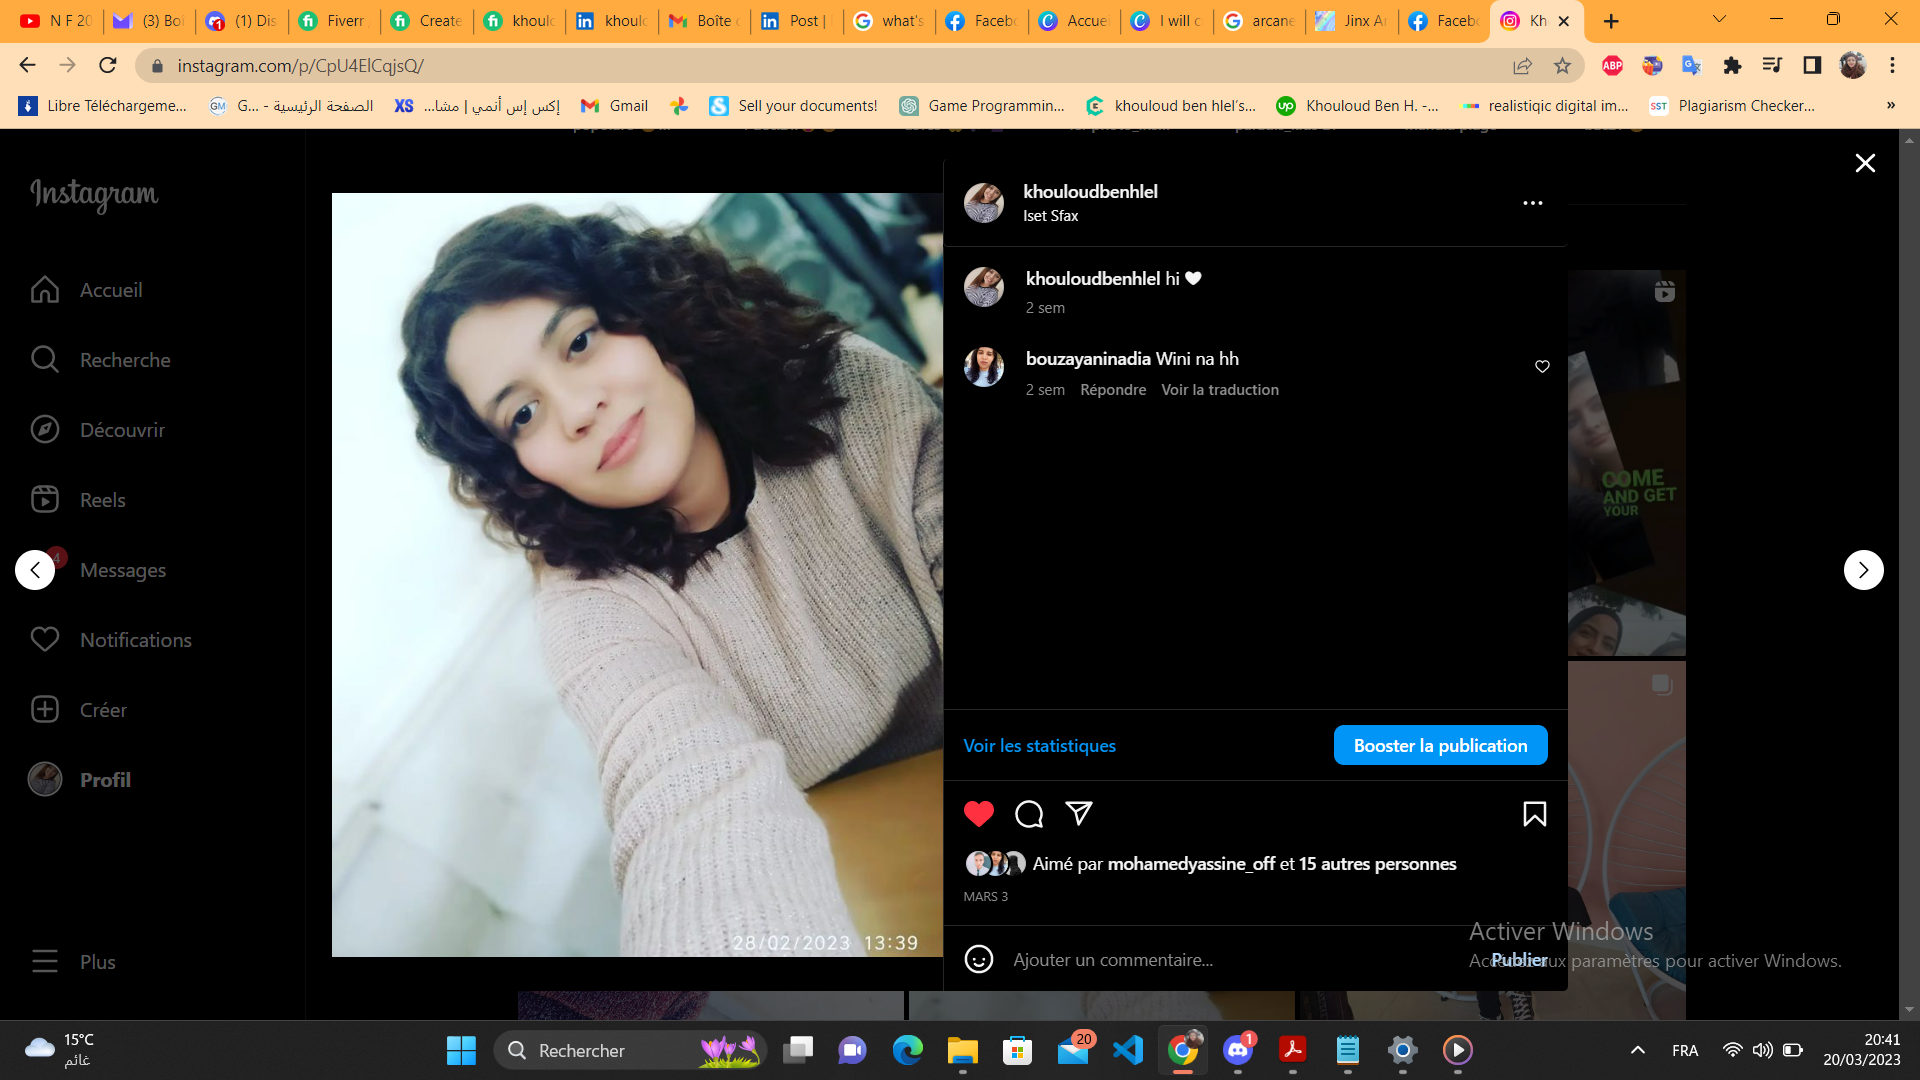 N F 20
(3) Boi
(1) Dis
Fiverr
Create
khoulo
khoulo
Boîte d
Post |
what's
Facebo
Accuei
I will c
arcane
Jinx Ar
Facebo
Kh
instagram.com/p/CpU4ElCqjsQ/
Libre Téléchargeme...
G... - الصفحة الرئيسية
إكس إس أتمي | مشا...
Gmail
Sell your documents!
Game Programmin...
khouloud ben hlel's...
Khouloud Ben H. -...
realistiqic digital im...
Plagiarism Checker...
»
Instagram
Accueil
Recherche
Découvrir
Reels
4
Messages
Notifications
Créer
Profil
Plus
28/02/2023 13:39
khouloudbenhlel
Iset Sfax
khouloudbenhlel hi 🤍
2 sem
bouzayaninadia Wini na hh
2 sem Répondre Voir la traduction
COME
AND GET
YOUR
Voir les statistiques
Booster la publication
Aimé par mohamedyassine_off et 15 autres personnes
MARS 3
Ajouter un commentaire...
Publier
Activer Windows
Accédez aux paramètres pour activer Windows.
15°C
غائم
Rechercher
20
1
FRA
20:41
20/03/2023